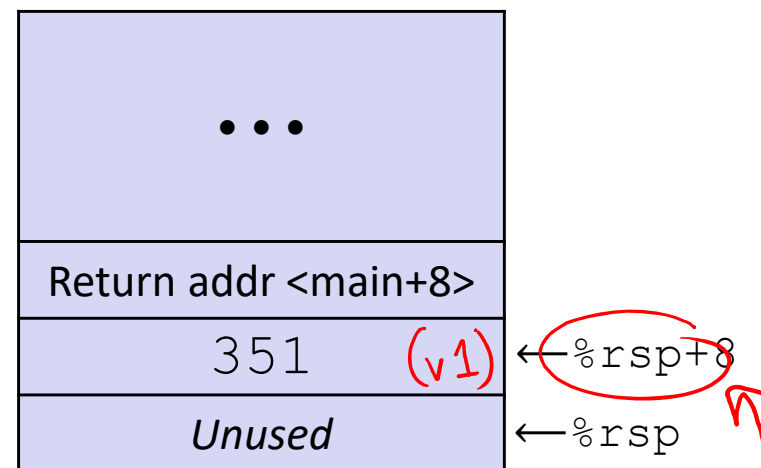 •••
Return addr <main+8>
351 (v1) ←%rsp+8
Unused ←%rsp